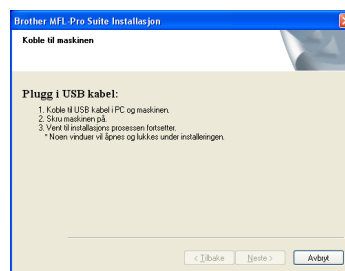 Brother MFL-Pro Suite Installasjon
Koble til maskinen
Plugg i USB kabel:
1. Koble til USB kabel i PC og maskinen.
2. Skru maskinen på.
3. Vent til installasjons prosessen fortsetter.
* Noen vinduer vil åpnes og lukkes under installeringen.
< Tilbake Neste > Avbryt